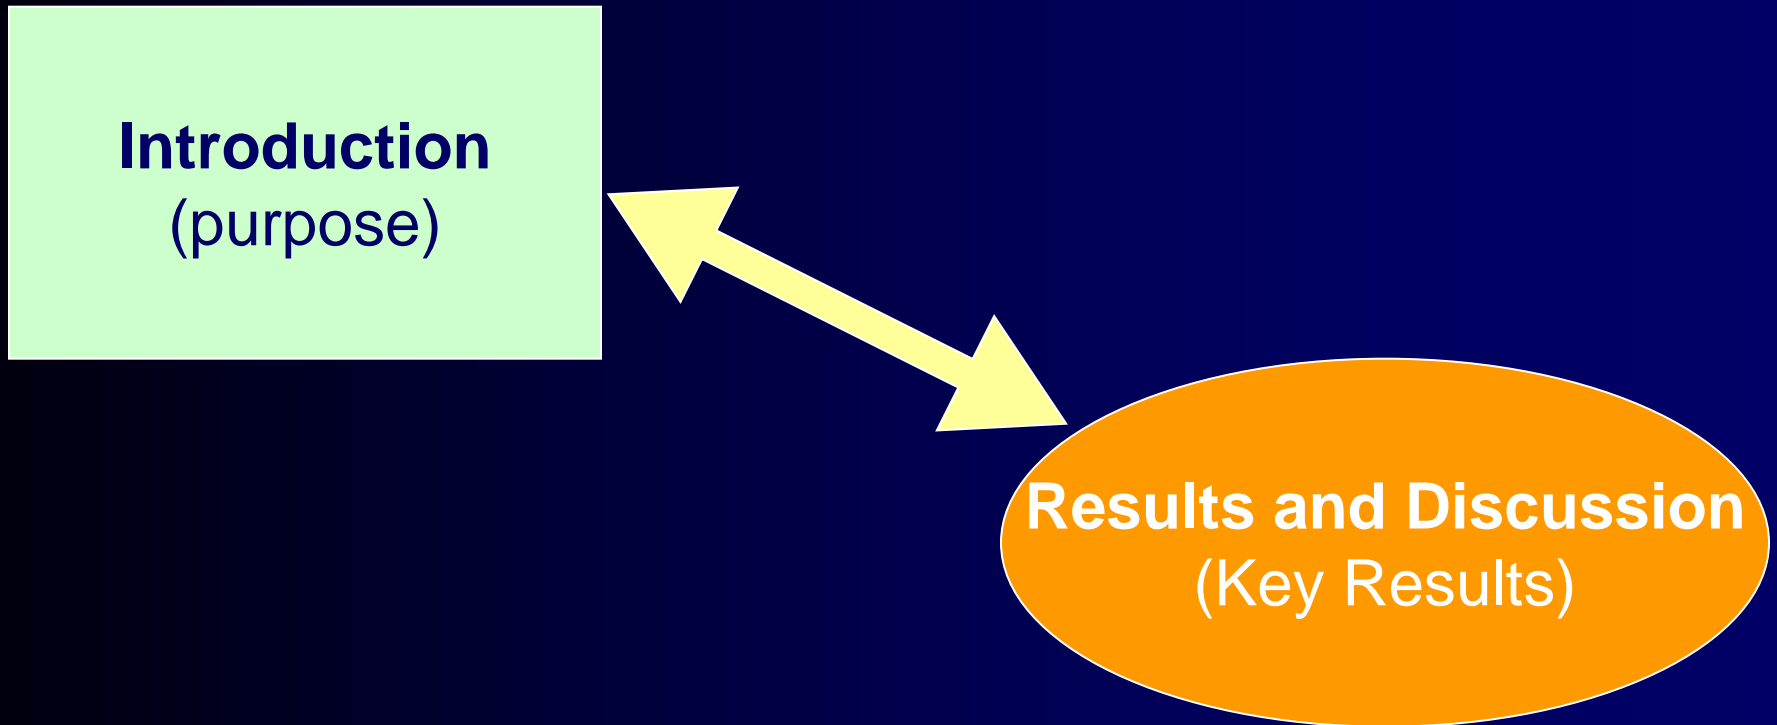 Introduction
(purpose)
Results and Discussion
(Key Results)